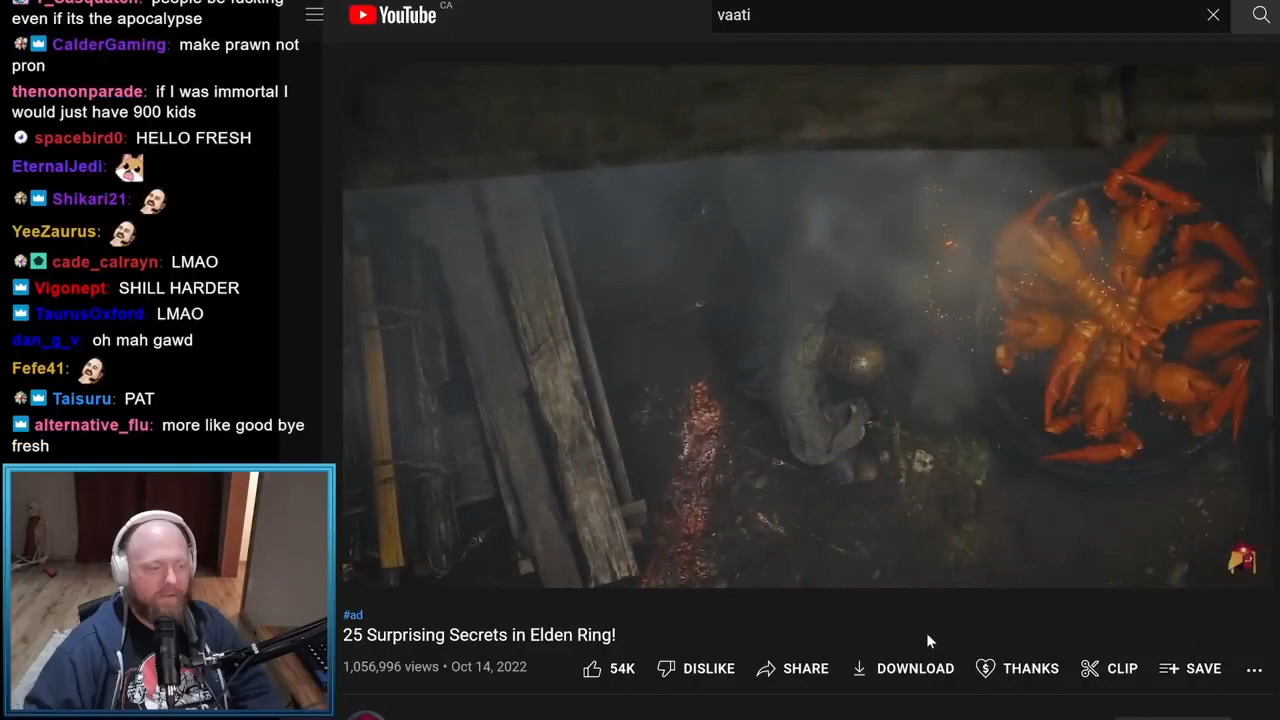 even if its the apocalypse
CalderGaming: make prawn not
pron
thenononparade: if I was immortal I
would just have 900 kids
spacebird0: HELLO FRESH
EternalJedi:
Shikari21:
YeeZaurus:
cade_calrayn: LMAO
Vigonept: SHILL HARDER
TaurusOxford: LMAO
dan_g_v: oh mah gawd
Fefe41:
Taisuru: PAT
alternative_flu: more like good bye
fresh
YouTube CA
vaati
#ad
25 Surprising Secrets in Elden Ring!
1,056,996 views • Oct 14, 2022
54K
DISLIKE
SHARE
DOWNLOAD
THANKS
CLIP
SAVE